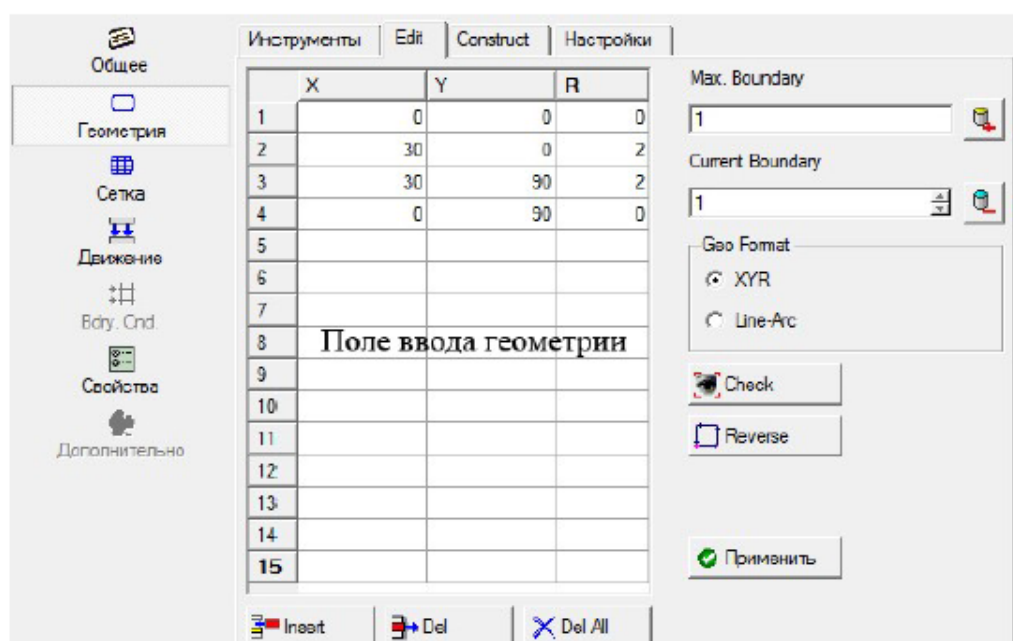 Общее
Геометрия
Сетка
Движение
Bdry. Cnd.
Свойства
Дополнительно
Инструменты Edit Construct Настройки
X Y R
1 0 0 0
2 30 0 2
3 30 90 2
4 0 90 0
5
6
7
8 Поле ввода геометрии
9
10
11
12
13
14
15
Insert Del Del All
Max. Boundary
1
Current Boundary
1
Geo Format
XYR
Line-Arc
Check
Reverse
Применить